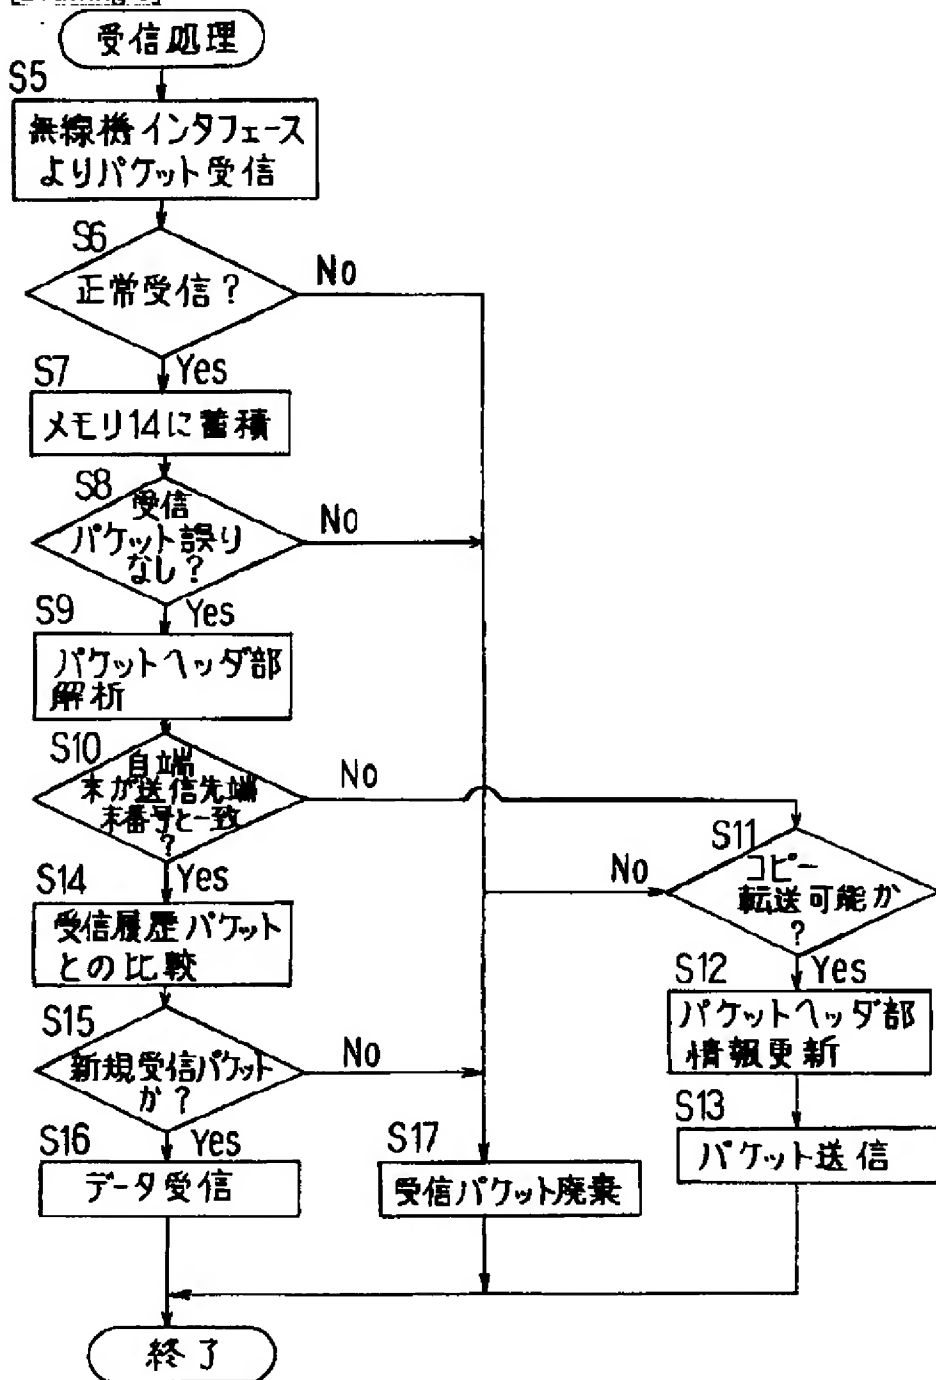 受信処理
S5
無線機インタフェース
よりパケット受信
S6
正常受信?
No
Yes
S7
メモリ14に蓄積
S8
受信
パケット誤り
なし?
No
Yes
S9
パケットヘッダ部
解析
S10
自端
末が送信先端
末番号と一致
?
No
Yes
S11
コピー
転送可能か
?
No
Yes
S12
パケットヘッダ部
情報更新
S13
パケット送信
S14
受信履歴パケット
との比較
S15
新規受信パケット
か?
No
Yes
S16
データ受信
S17
受信パケット廃棄
終了